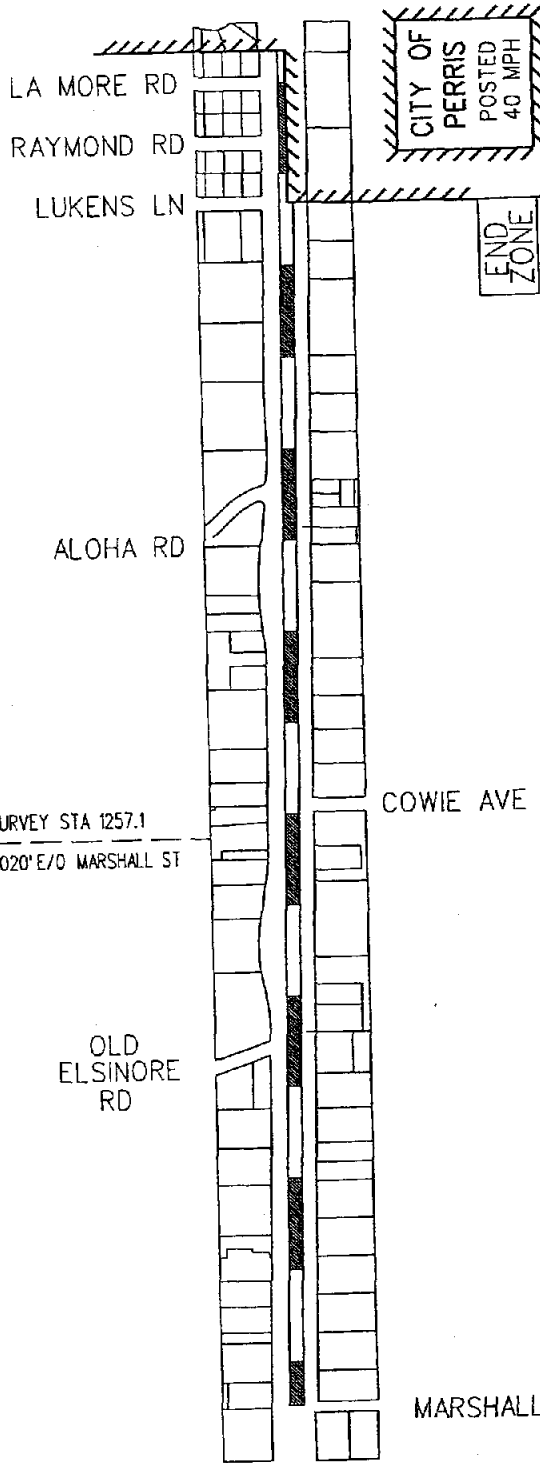 LA MORE RD
RAYMOND RD
LUKENS LN
CITY OF
PERRIS
POSTED
40 MPH
END
ZONE
ALOHA RD
COWIE AVE
URVEY STA 1257.1
020' E/O MARSHALL ST
OLD
ELSINORE
RD
MARSHALL